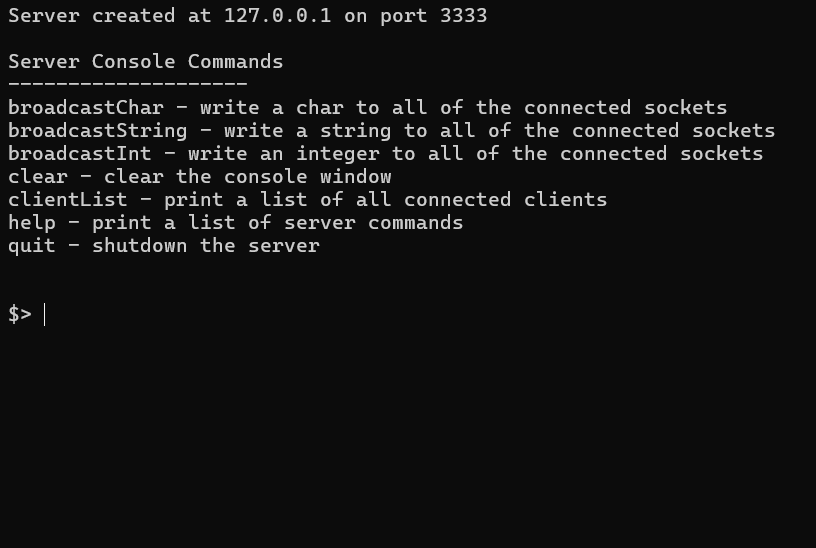 Server created at 127.0.0.1 on port 3333
Server Console Commands
--------------------
broadcastChar - write a char to all of the connected sockets
broadcastString - write a string to all of the connected sockets
broadcastInt - write an integer to all of the connected sockets
clear - clear the console window
clientList - print a list of all connected clients
help - print a list of server commands
quit - shutdown the server
$>